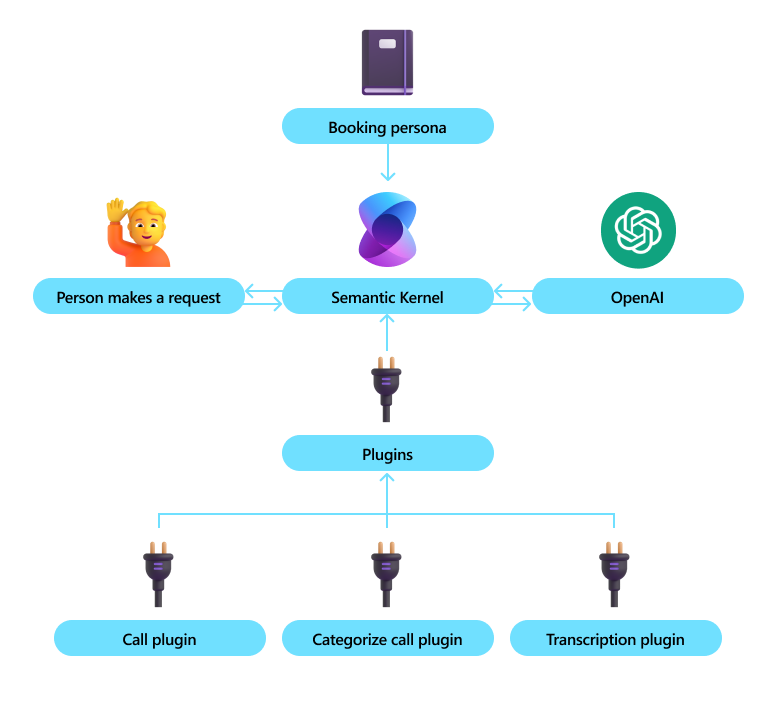 Booking persona
Person makes a request
Semantic Kernel
OpenAI
Plugins
Call plugin
Categorize call plugin
Transcription plugin